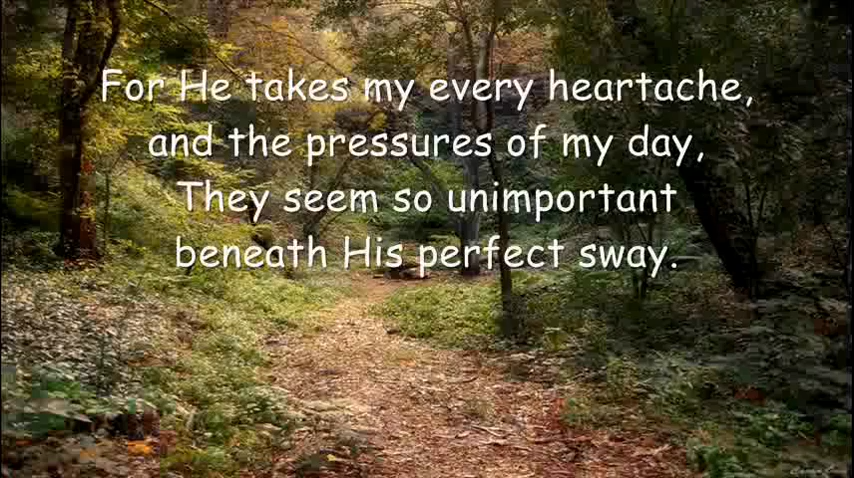 For He takes my every heartache,
and the pressures of my day,
They seem so unimportant
beneath His perfect sway.